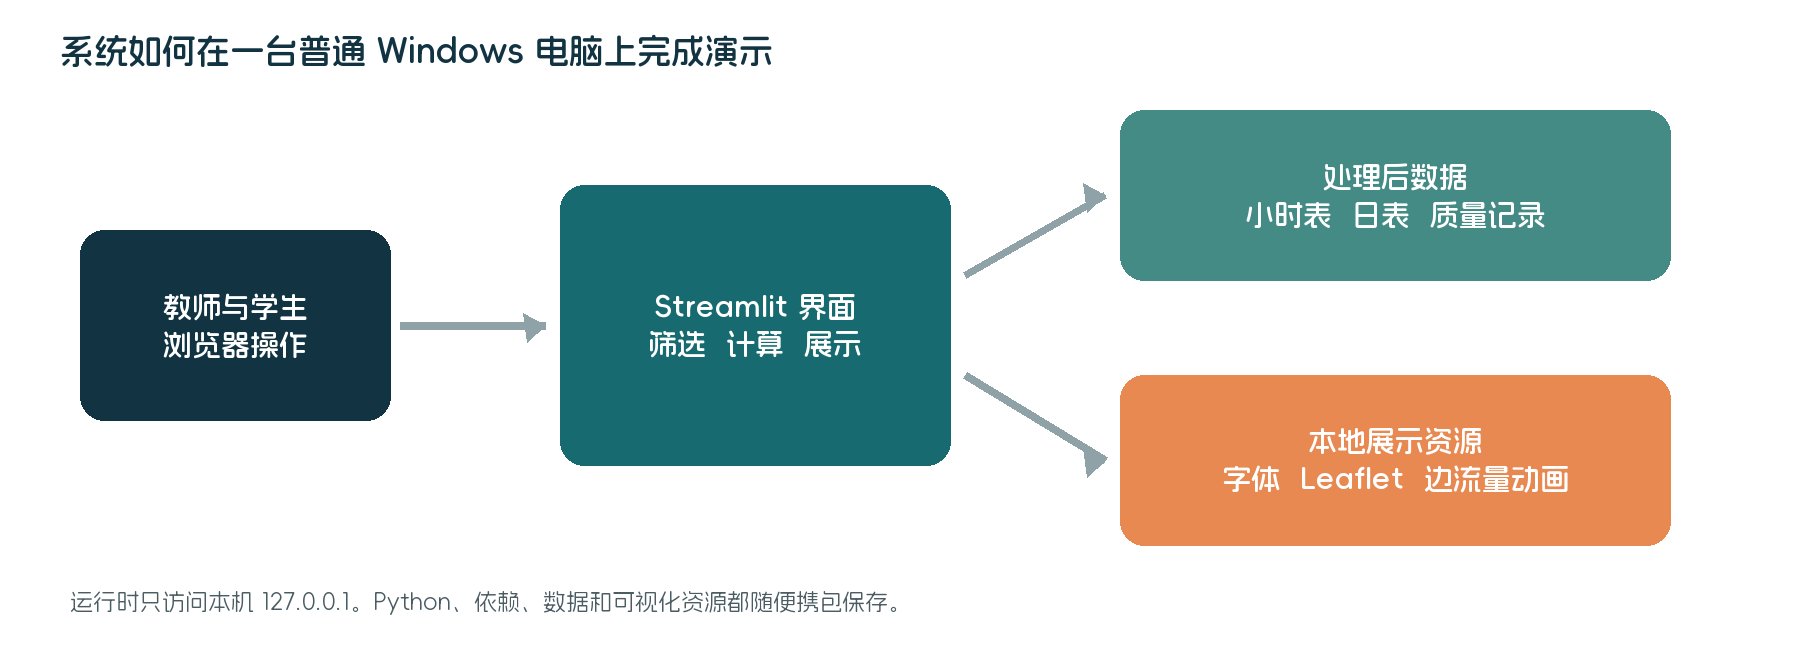 系统如何在一台普通 Windows 电脑上完成演示
教师与学生
浏览器操作
Streamlit 界面
筛选 计算 展示
处理后数据
小时表 日表 质量记录
本地展示资源
字体 Leaflet 边流量动画
运行时只访问本机 127.0.0.1。Python、依赖、数据和可视化资源都随便携包保存。